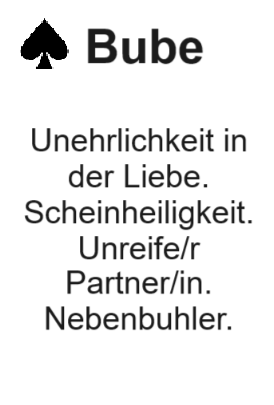 ♠ Bube
Unehrlichkeit in
der Liebe.
Scheinheiligkeit.
Unreife/r
Partner/in.
Nebenbuhler.